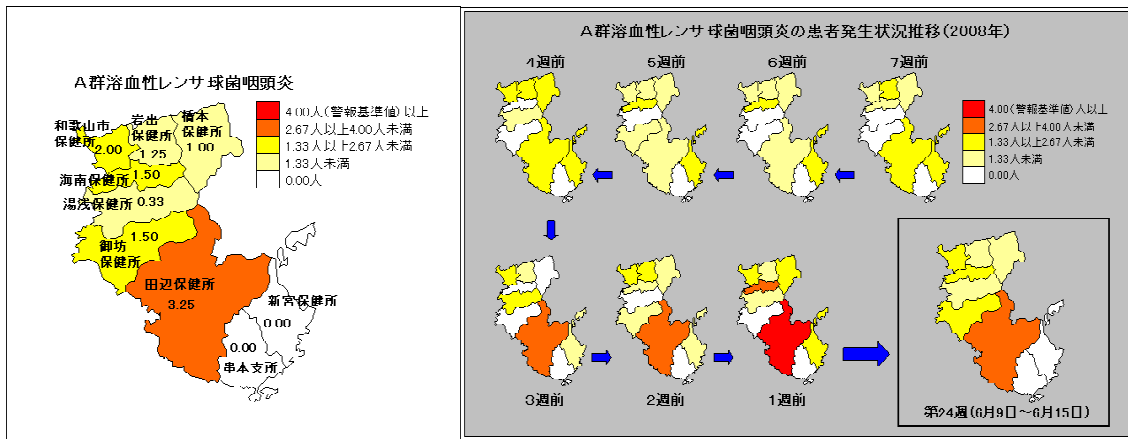 A群溶血性レンサ球菌咽頭炎
4.00人(警報基準値)以上
2.67人以上4.00人未満
1.33人以上2.67人未満
1.33人未満
0.00人
和歌山市
保健所
2.00
岩出
保健所
1.25
橋本
保健所
1.00
海南保健所
1.50
湯浅保健所
0.33
1.50
御坊
保健所
田辺保健所
3.25
新宮保健所
0.00
0.00
串本支所
A群溶血性レンサ球菌咽頭炎の患者発生状況推移(2008年)
4週前
5週前
6週前
7週前
4.00(警報基準値)人以上
2.67人以上4.00人未満
1.33人以上2.67人未満
1.33人未満
0.00人
3週前
2週前
1週前
第24週(6月9日～6月15日)